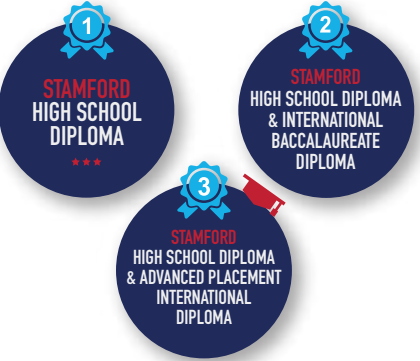 1
STAMFORD
HIGH SCHOOL
DIPLOMA
2
STAMFORD
HIGH SCHOOL DIPLOMA
& INTERNATIONAL
BACCALAUREATE
DIPLOMA
3
STAMFORD
HIGH SCHOOL DIPLOMA
& ADVANCED PLACEMENT
INTERNATIONAL
DIPLOMA